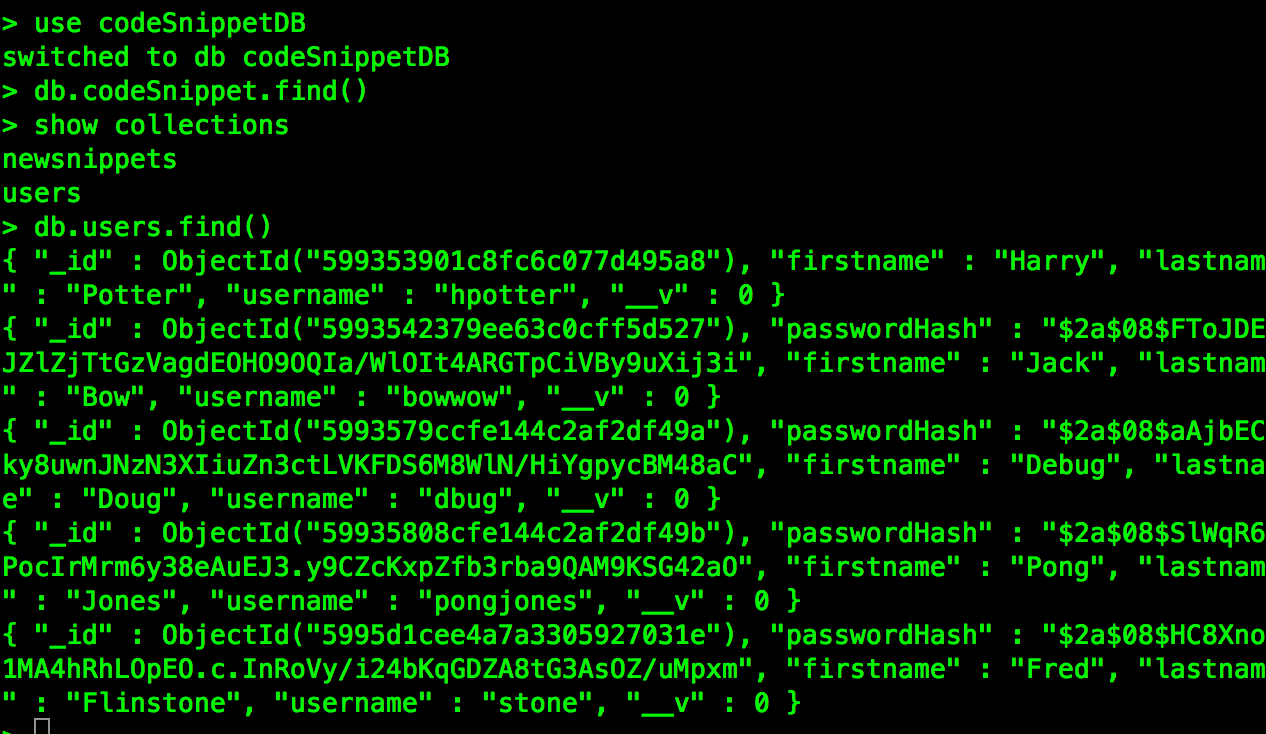 > use codeSnippetDB
switched to db codeSnippetDB
> db.codeSnippet.find()
> show collections
newsnippets
users
> db.users.find()
{ "_id" : ObjectId("599353901c8fc6c077d495a8"), "firstname" : "Harry", "lastnam
" : "Potter", "username" : "hpotter", "__v" : 0 }
{ "_id" : ObjectId("5993542379ee63c0cff5d527"), "passwordHash" : "$2a$08$FToJDE
JZlZjTtGzVagdEOHO9OQIa/WlOIt4ARGTpCiVBy9uXij3i", "firstname" : "Jack", "lastnam
" : "Bow", "username" : "bowwow", "__v" : 0 }
{ "_id" : ObjectId("5993579ccfe144c2af2df49a"), "passwordHash" : "$2a$08$aAjbEC
ky8uwnJNzN3XIiuZn3ctLVKFDS6M8WlN/HiYgpycBM48aC", "firstname" : "Debug", "lastna
e" : "Doug", "username" : "dbug", "__v" : 0 }
{ "_id" : ObjectId("59935808cfe144c2af2df49b"), "passwordHash" : "$2a$08$SlWqR6
PocIrMrm6y38eAuEJ3.y9CZcKxpZfb3rba9QAM9KSG42aO", "firstname" : "Pong", "lastnam
" : "Jones", "username" : "pongjones", "__v" : 0 }
{ "_id" : ObjectId("5995d1cee4a7a3305927031e"), "passwordHash" : "$2a$08$HC8Xno
1MA4hRhLOpEO.c.InRoVy/i24bKqGDZA8tG3AsOZ/uMpxm", "firstname" : "Fred", "lastnam
" : "Flinstone", "username" : "stone", "__v" : 0 }
>